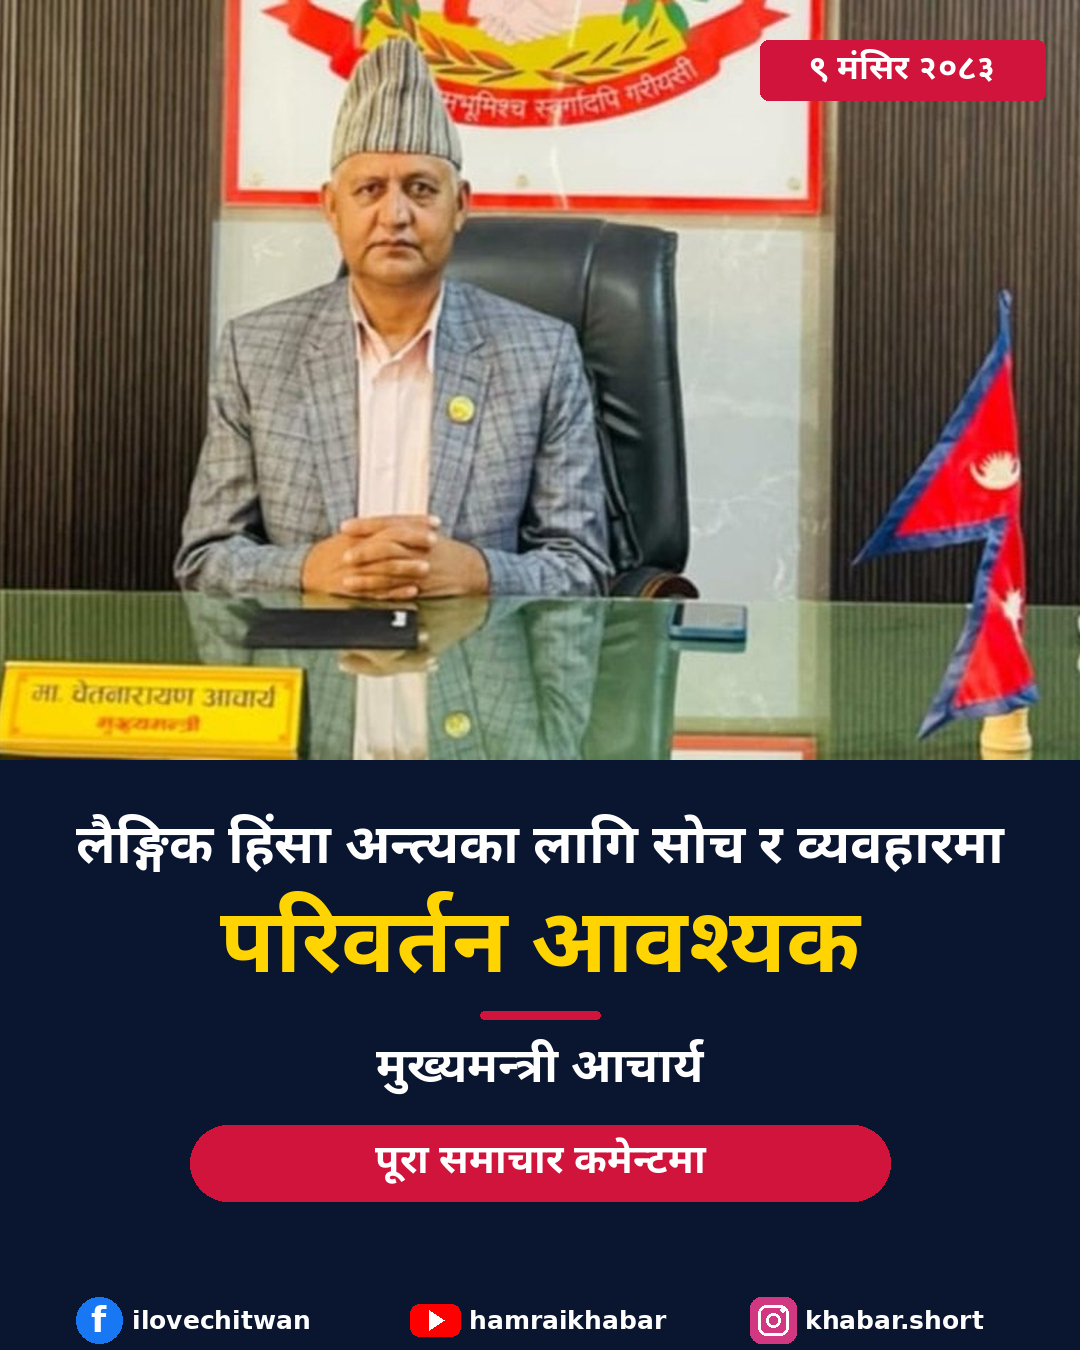 मभूमिश्च स्वर्गादपि गरीयसी
९ मंसिर २०८३
मा. चेतनारायण आचार्य
मुख्यमन्त्री
लैङ्गिक हिंसा अन्त्यका लागि सोच र व्यवहारमा
परिवर्तन आवश्यक
मुख्यमन्त्री आचार्य
पूरा समाचार कमेन्टमा
ilovechitwan
hamraikhabar
khabar.short